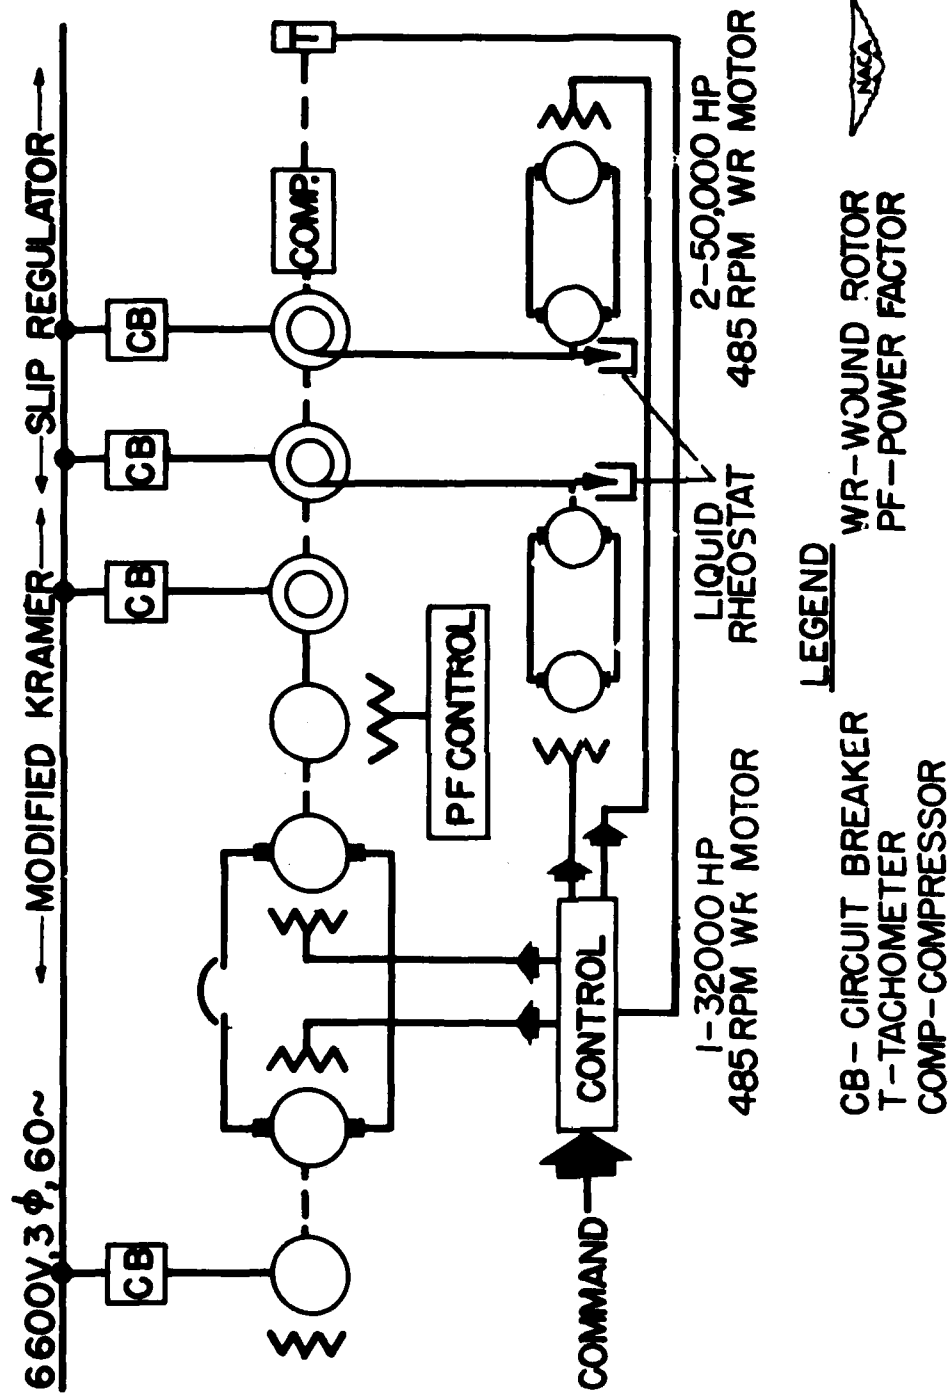 6600V, 3 φ, 60~
←MODIFIED KRAMER→
←SLIP REGULATOR→
CB
CB
CB
CB
COMP.
T
PF CONTROL
COMMAND
CONTROL
LIQUID
RHEOSTAT
1-32000 HP
485 RPM WR MOTOR
2-50,000 HP
485 RPM WR MOTOR
LEGEND
CB- CIRCUIT BREAKER
T-TACHOMETER
COMP-COMPRESSOR
WR-WOUND ROTOR
PF-POWER FACTOR
NACA